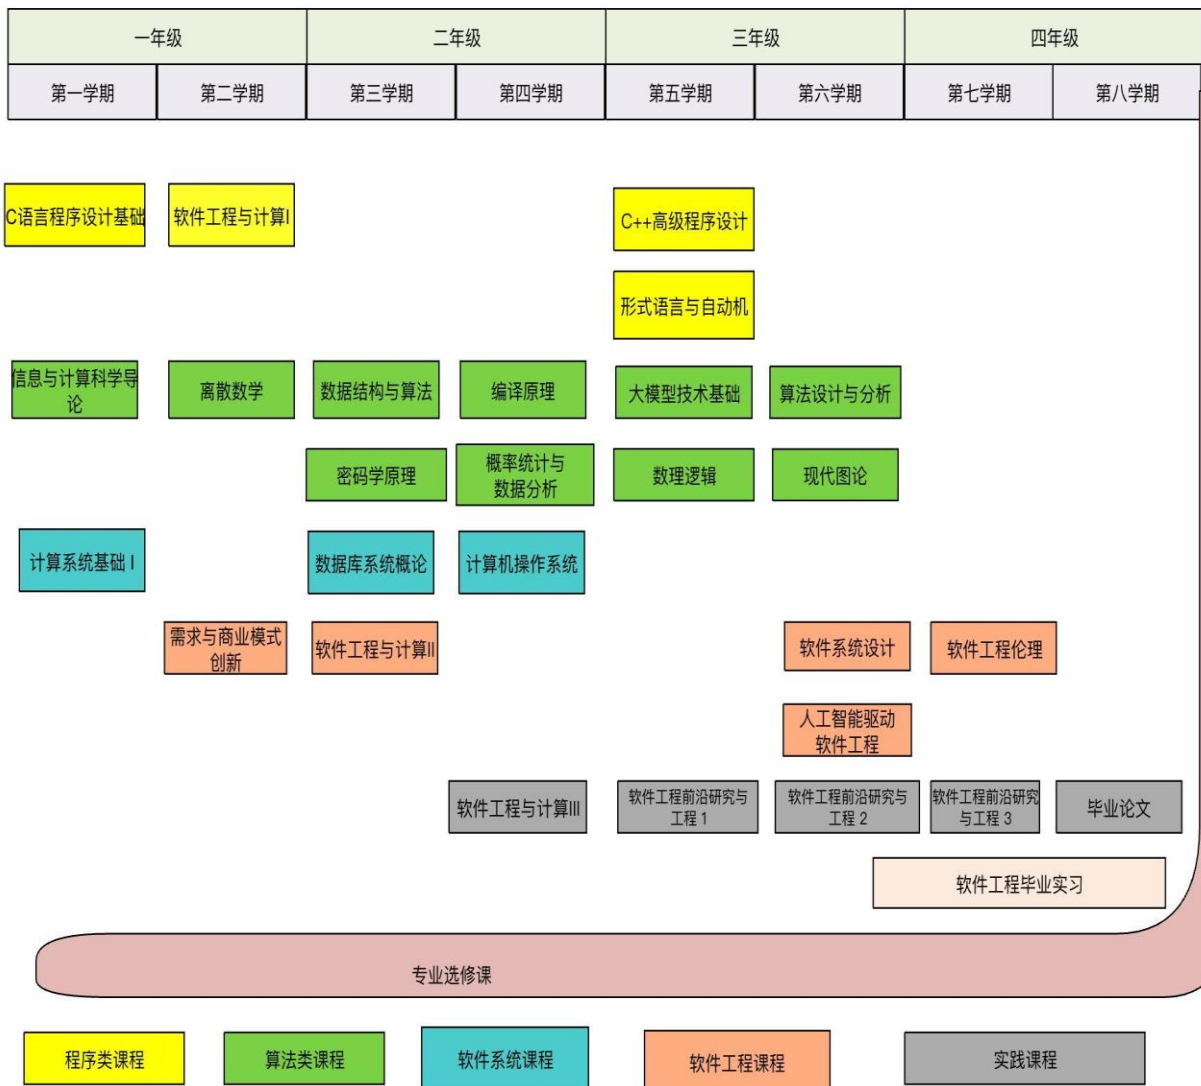 一年级 二年级 三年级 四年级
第一学期 第二学期 第三学期 第四学期 第五学期 第六学期 第七学期 第八学期
C语言程序设计基础 软件工程与计算I C++高级程序设计
形式语言与自动机
信息与计算科学导
论
离散数学 数据结构与算法 编译原理 大模型技术基础 算法设计与分析
密码学原理
概率统计与
数据分析
数理逻辑 现代图论
计算系统基础 I 数据库系统概论 计算机操作系统
需求与商业模式
创新
软件工程与计算II 软件系统设计 软件工程伦理
人工智能驱动
软件工程
软件工程与计算III
软件工程前沿研究与
工程 1
软件工程前沿研究与
工程 2
软件工程前沿研究
与工程 3
毕业论文
软件工程毕业实习
专业选修课
程序类课程 算法类课程 软件系统课程 软件工程课程 实践课程